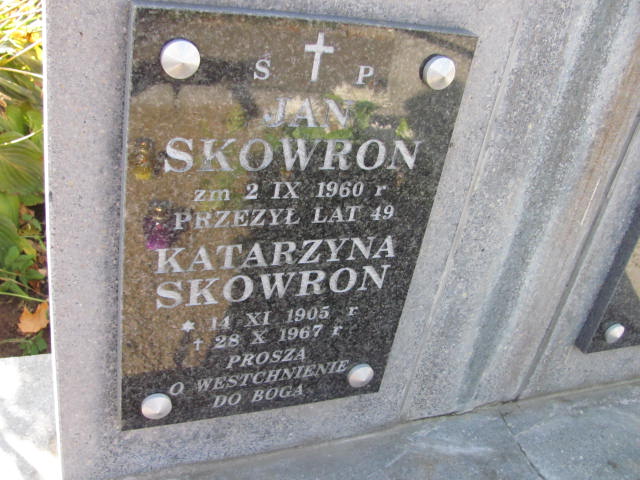 S P
JAN
SKOWRON
zm 2 IX 1960 r
PRZEŻYŁ LAT 49
KATARZYNA
SKOWRON
* 14 XI 1905 r
† 28 X 1967 r
PROSZĄ
O WESTCHNIENIE
DO BOGA